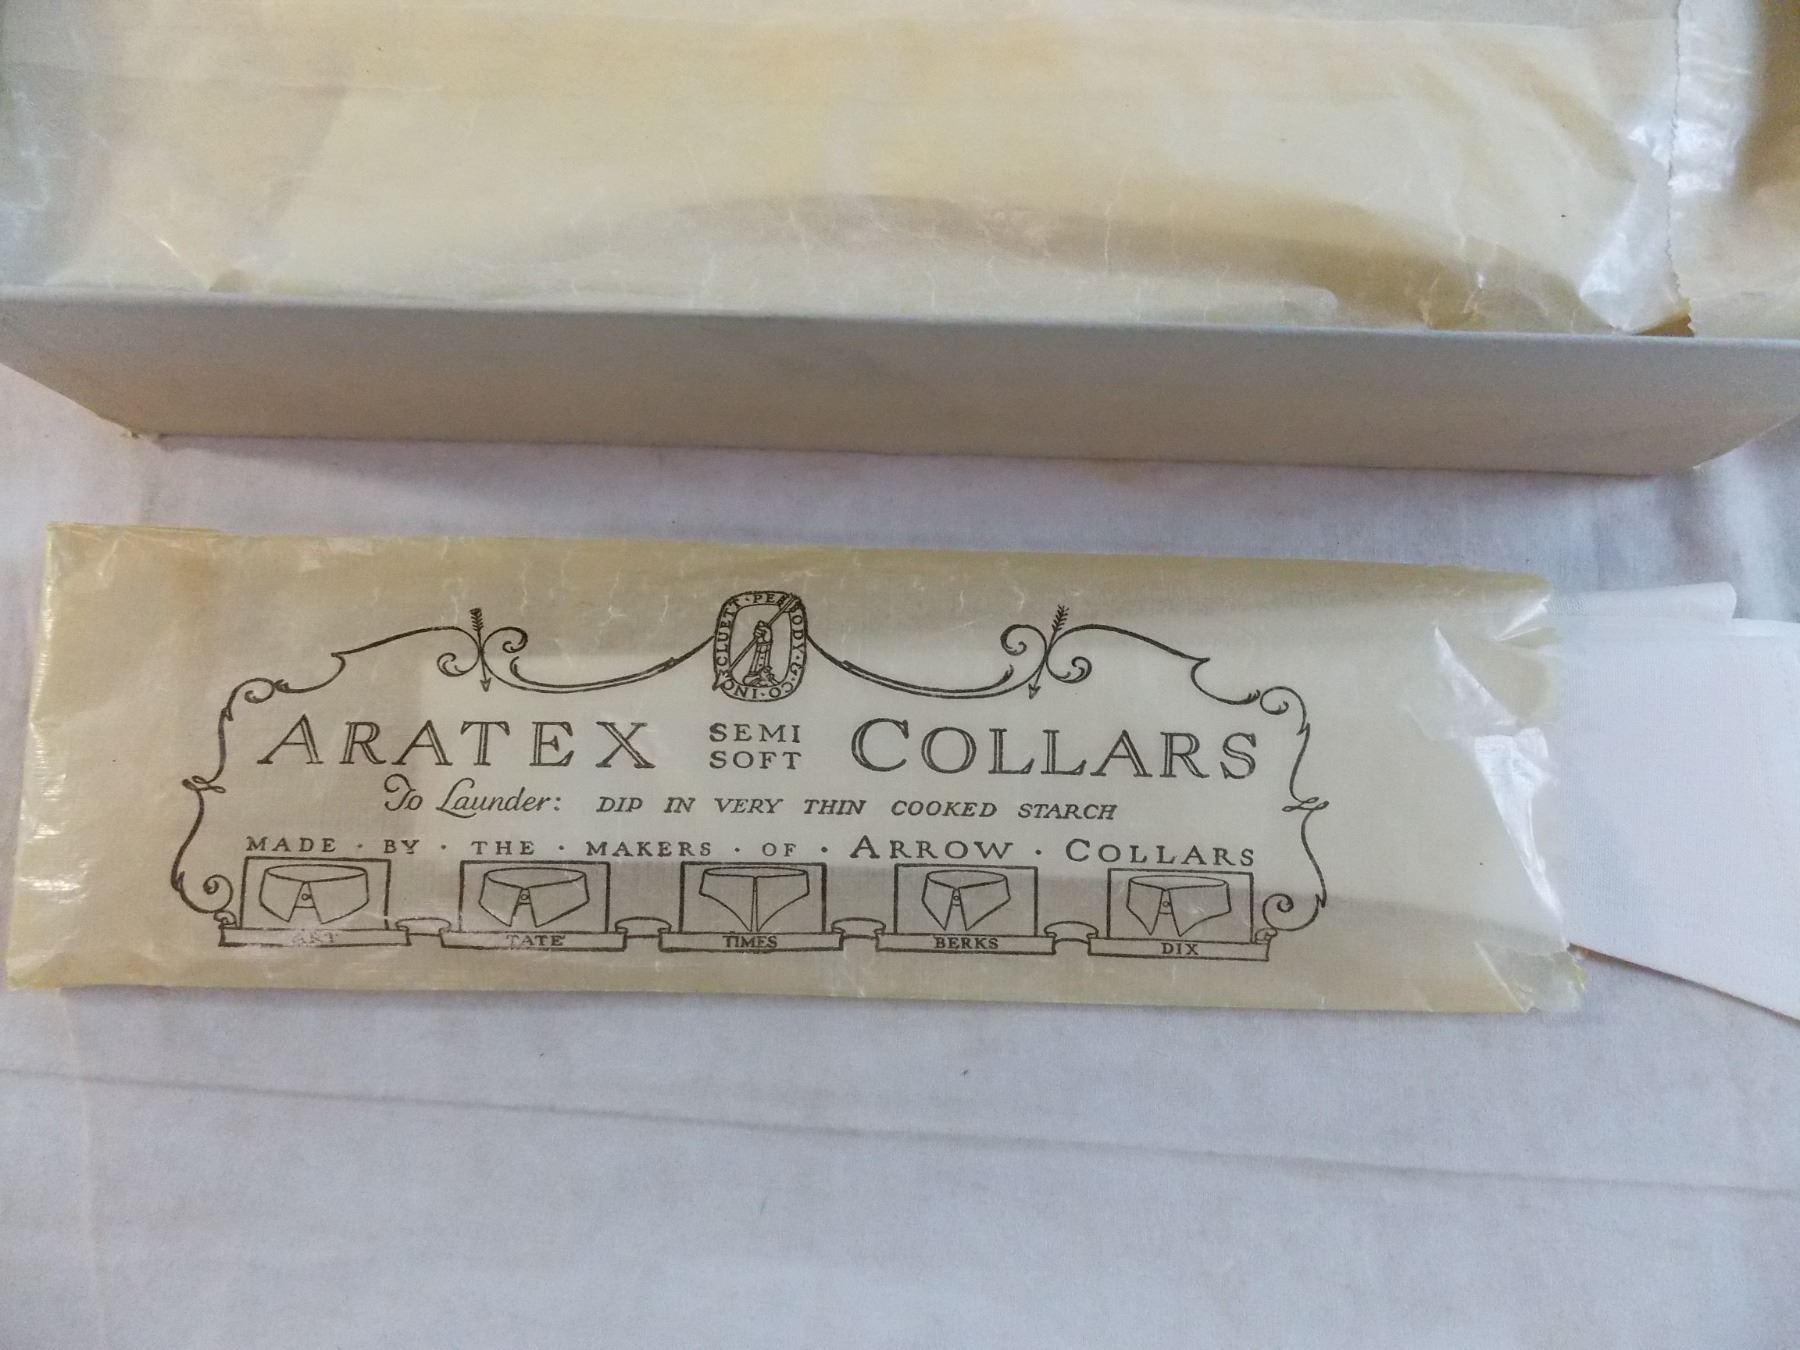 CLUETT·PEABODY·&·CO·INC·
ARATEX SEMI SOFT COLLARS
To Launder: DIP IN VERY THIN COOKED STARCH
MADE · BY · THE · MAKERS · OF · ARROW · COLLARS
ART TATE TIMES BERKS DIX